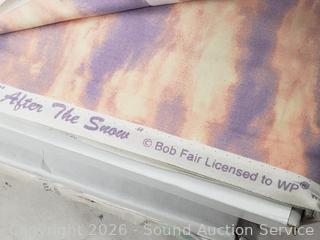 "After The Snow" © Bob Fair Licensed to WP®
Copyright 2026 - Sound Auction Service